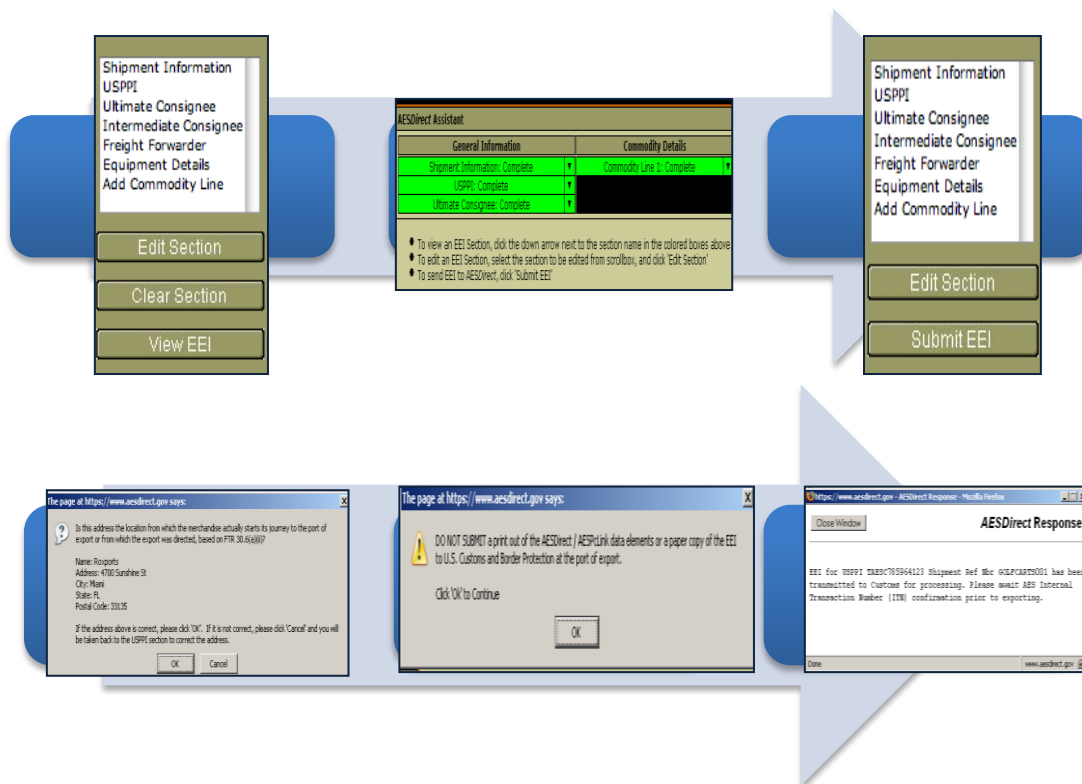 Shipment Information
USPPI
Ultimate Consignee
Intermediate Consignee
Freight Forwarder
Equipment Details
Add Commodity Line
Edit Section
Clear Section
View EEI
AESDirect Assistant
General Information
Commodity Details
Shipment Information: Complete
Commodity Line 1: Complete
USPPI: Complete
Ultimate Consignee: Complete
To view an EEI Section, click the down arrow next to the section name in the colored boxes above
To edit an EEI Section, select the section to be edited from scrollbox, and click 'Edit Section'
To send EEI to AESDirect, click 'Submit EEI'
Shipment Information
USPPI
Ultimate Consignee
Intermediate Consignee
Freight Forwarder
Equipment Details
Add Commodity Line
Edit Section
Submit EEI
The page at https://www.aesdirect.gov says:
Is this address the location from which the merchandise actually starts its journey to the port of
export or from which the export was directed, based on FTR 30.6(a)(i)?
Name: Roxports
Address: 4700 Sunshine St
City: Miami
State: FL
Postal Code: 33135
If the address above is correct, please click 'OK'. If it is not correct, please click 'Cancel' and you will
be taken back to the USPPI section to correct the address.
OK
Cancel
The page at https://www.aesdirect.gov says:
DO NOT SUBMIT a print out of the AESDirect / AESPcLink data elements or a paper copy of the EEI
to U.S. Customs and Border Protection at the port of export.
Click 'Ok' to Continue
OK
https://www.aesdirect.gov - AESDirect Response - Mozilla Firefox
Close Window
AESDirect Response
EEI for USPPI TAESC785964123 Shipment Ref Nbr GOLFCARTS001 has been
transmitted to Customs for processing. Please await AES Internal
Transaction Number (ITN) confirmation prior to exporting.
Done
www.aesdirect.gov